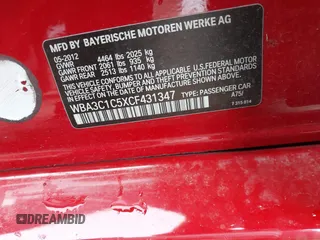 MFD BY BAYERISCHE MOTOREN WERKE AG
05-2012
GVWR 4464 lbs 2025 kg
GAWR FRONT 2061 lbs 935 kg
GAWR REAR 2513 lbs 1140 kg
THIS VEHICLE CONFORMS TO ALL APPLICABLE U.S. FEDERAL MOTOR
VEHICLE SAFETY, BUMPER, AND THEFT PREVENTION STANDARDS
IN EFFECT ON THE DATE OF MANUFACTURE SHOWN ABOVE.
WBA3C1C5XCF431347 TYPE: PASSENGER CAR
A75/
DREAMBID